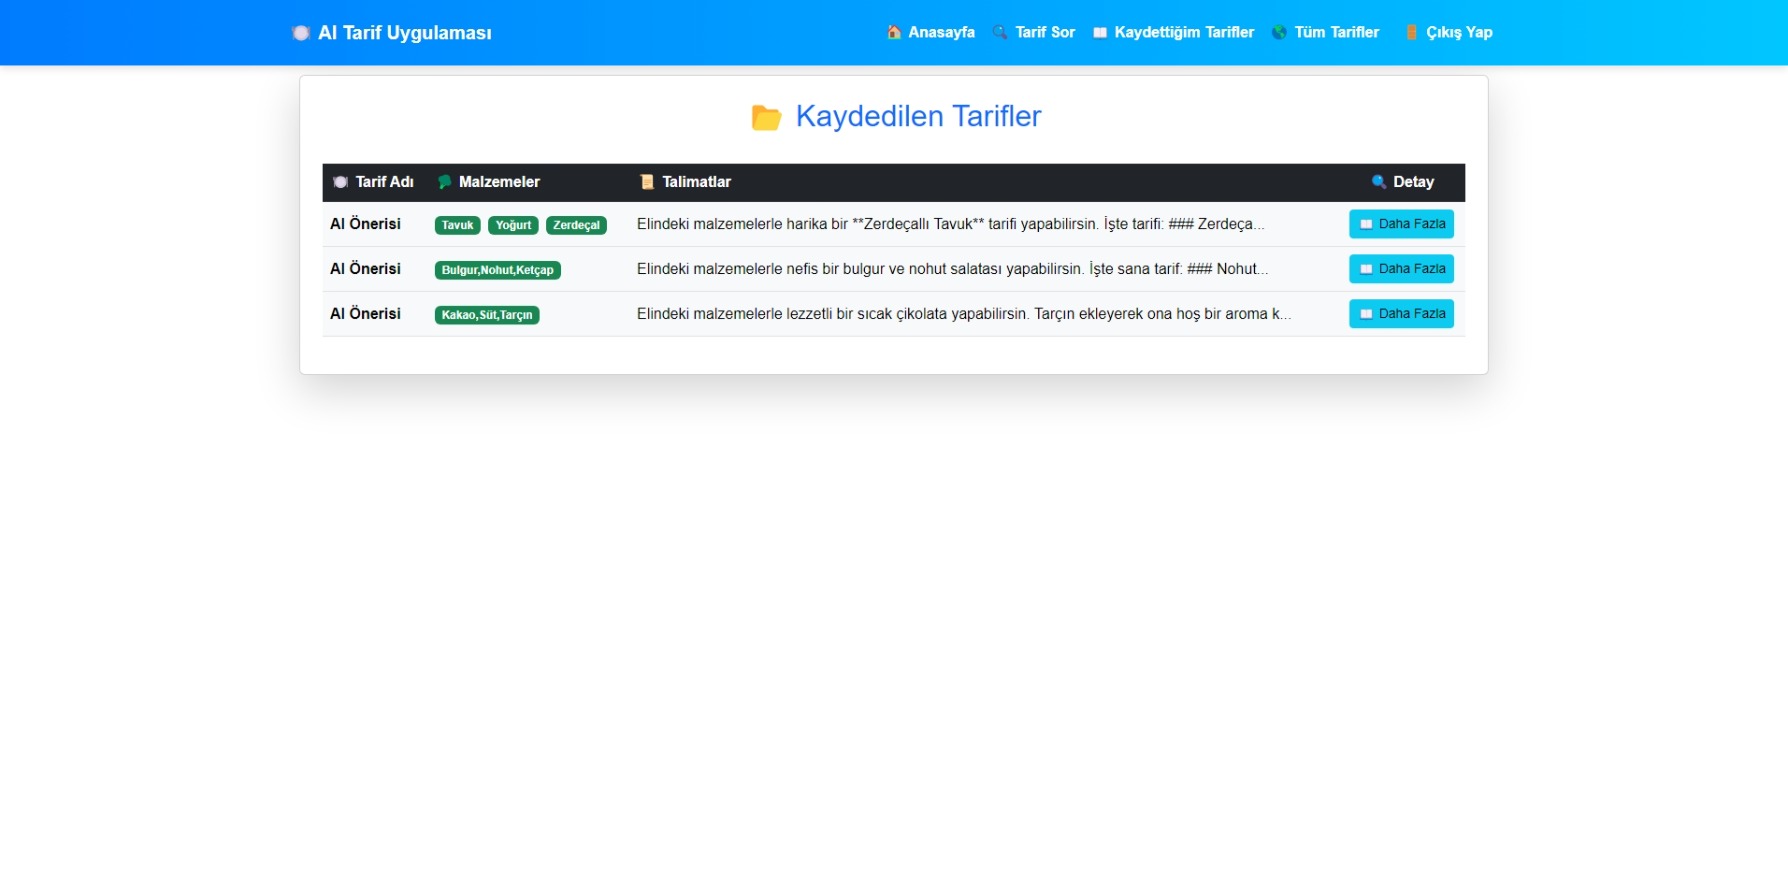 AI Tarif Uygulaması Anasayfa Tarif Sor Kaydettiğim Tarifler Tüm Tarifler Çıkış Yap
Kaydedilen Tarifler
Tarif Adı Malzemeler Talimatlar Detay
AI Önerisi Tavuk Yoğurt Zerdeçal Elindeki malzemelerle harika bir **Zerdeçallı Tavuk** tarifi yapabilirsin. İşte tarifi: ### Zerdeça... Daha Fazla
AI Önerisi Bulgur,Nohut,Ketçap Elindeki malzemelerle nefis bir bulgur ve nohut salatası yapabilirsin. İşte sana tarif: ### Nohut... Daha Fazla
AI Önerisi Kakao,Süt,Tarçın Elindeki malzemelerle lezzetli bir sıcak çikolata yapabilirsin. Tarçın ekleyerek ona hoş bir aroma k... Daha Fazla